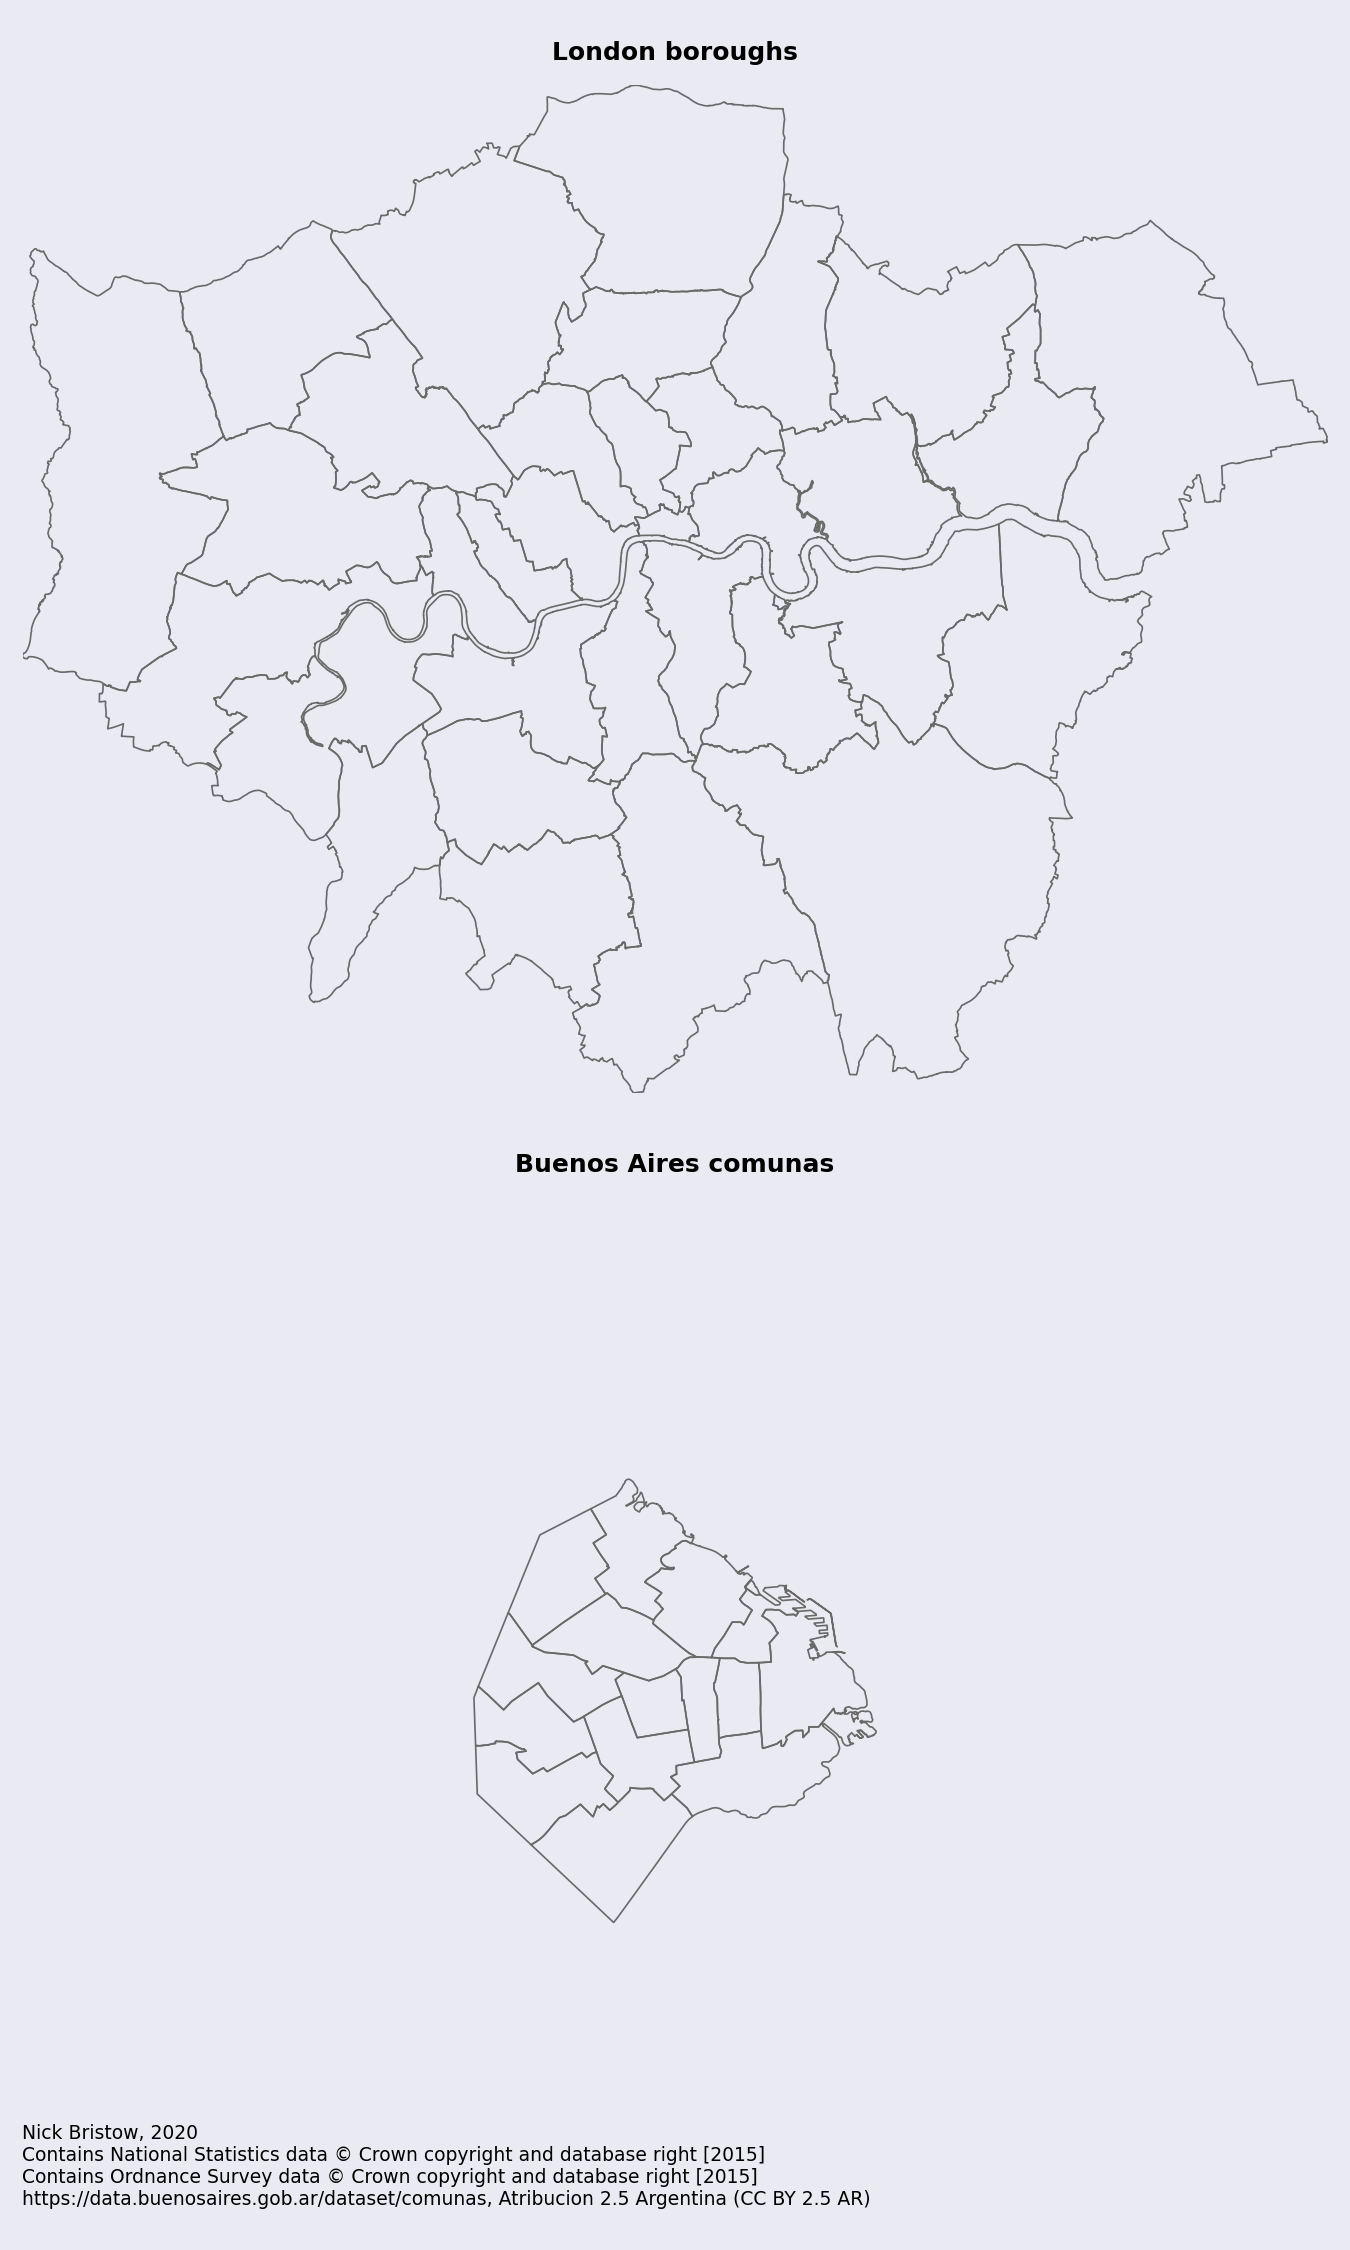 London boroughs
Buenos Aires comunas
Nick Bristow, 2020
Contains National Statistics data © Crown copyright and database right [2015]
Contains Ordnance Survey data © Crown copyright and database right [2015]
https://data.buenosaires.gob.ar/dataset/comunas, Atribucion 2.5 Argentina (CC BY 2.5 AR)